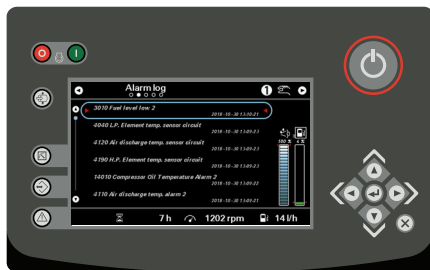 Alarm log
1
3010 Fuel level low 2
2018 - 10 - 30 13:10:21
4040 L.P. Element temp. sensor circuit
2018 - 10 - 30 13:09:23
4120 Air discharge temp. sensor circuit
2018 - 10 - 30 13:09:23
4190 H.P. Element temp. sensor circuit
2018 - 10 - 30 13:09:23
14010 Compressor Oil Temperature Alarm 2
2018 - 10 - 30 13:09:23
4110 Air discharge temp. alarm 2
2018 - 10 - 30 13:09:21
100 %
4 %
7 h
1202 rpm
14 l/h